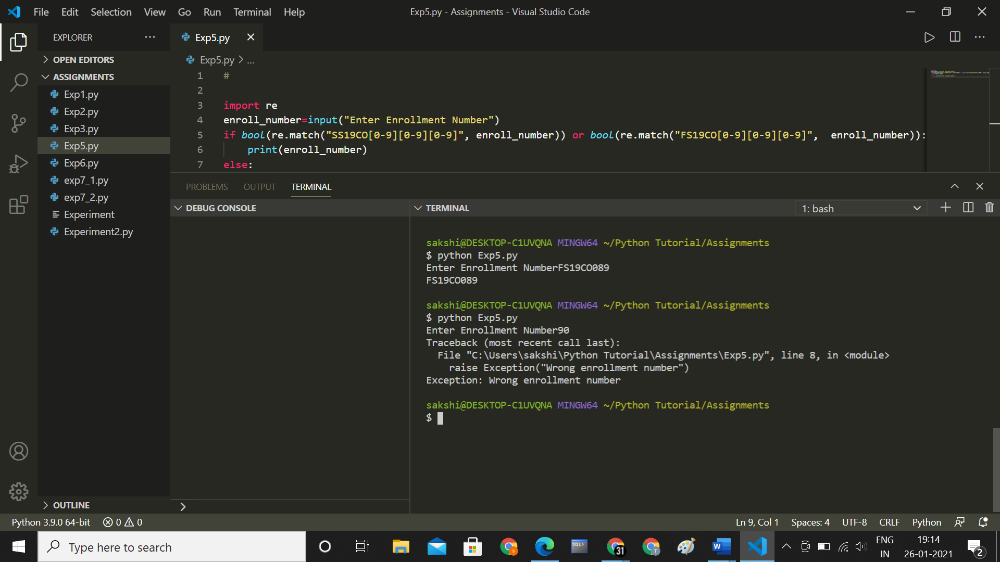 File Edit Selection View Go Run Terminal Help
Exp5.py - Assignments - Visual Studio Code
EXPLORER
OPEN EDITORS
ASSIGNMENTS
Exp1.py
Exp2.py
Exp3.py
Exp5.py
Exp6.py
exp7_1.py
exp7_2.py
Experiment
Experiment2.py
OUTLINE
Exp5.py
Exp5.py > ...
1 #
2
3 import re
4 enroll_number=input("Enter Enrollment Number")
5 if bool(re.match("SS19CO[0-9][0-9][0-9]", enroll_number)) or bool(re.match("FS19CO[0-9][0-9][0-9]",  enroll_number)):
6     print(enroll_number)
7 else:
PROBLEMS OUTPUT TERMINAL
DEBUG CONSOLE
TERMINAL
1: bash
sakshi@DESKTOP-C1UVQNA MINGW64 ~/Python Tutorial/Assignments
$ python Exp5.py
Enter Enrollment NumberFS19CO089
FS19CO089
sakshi@DESKTOP-C1UVQNA MINGW64 ~/Python Tutorial/Assignments
$ python Exp5.py
Enter Enrollment Number90
Traceback (most recent call last):
  File "C:\Users\sakshi\Python Tutorial\Assignments\Exp5.py", line 8, in <module>
    raise Exception("Wrong enrollment number")
Exception: Wrong enrollment number
sakshi@DESKTOP-C1UVQNA MINGW64 ~/Python Tutorial/Assignments
$
Python 3.9.0 64-bit 0 0
Ln 9, Col 1 Spaces: 4 UTF-8 CRLF Python
Type here to search
S
SQL>
31
T
W
ENG
IN
19:14
26-01-2021
2